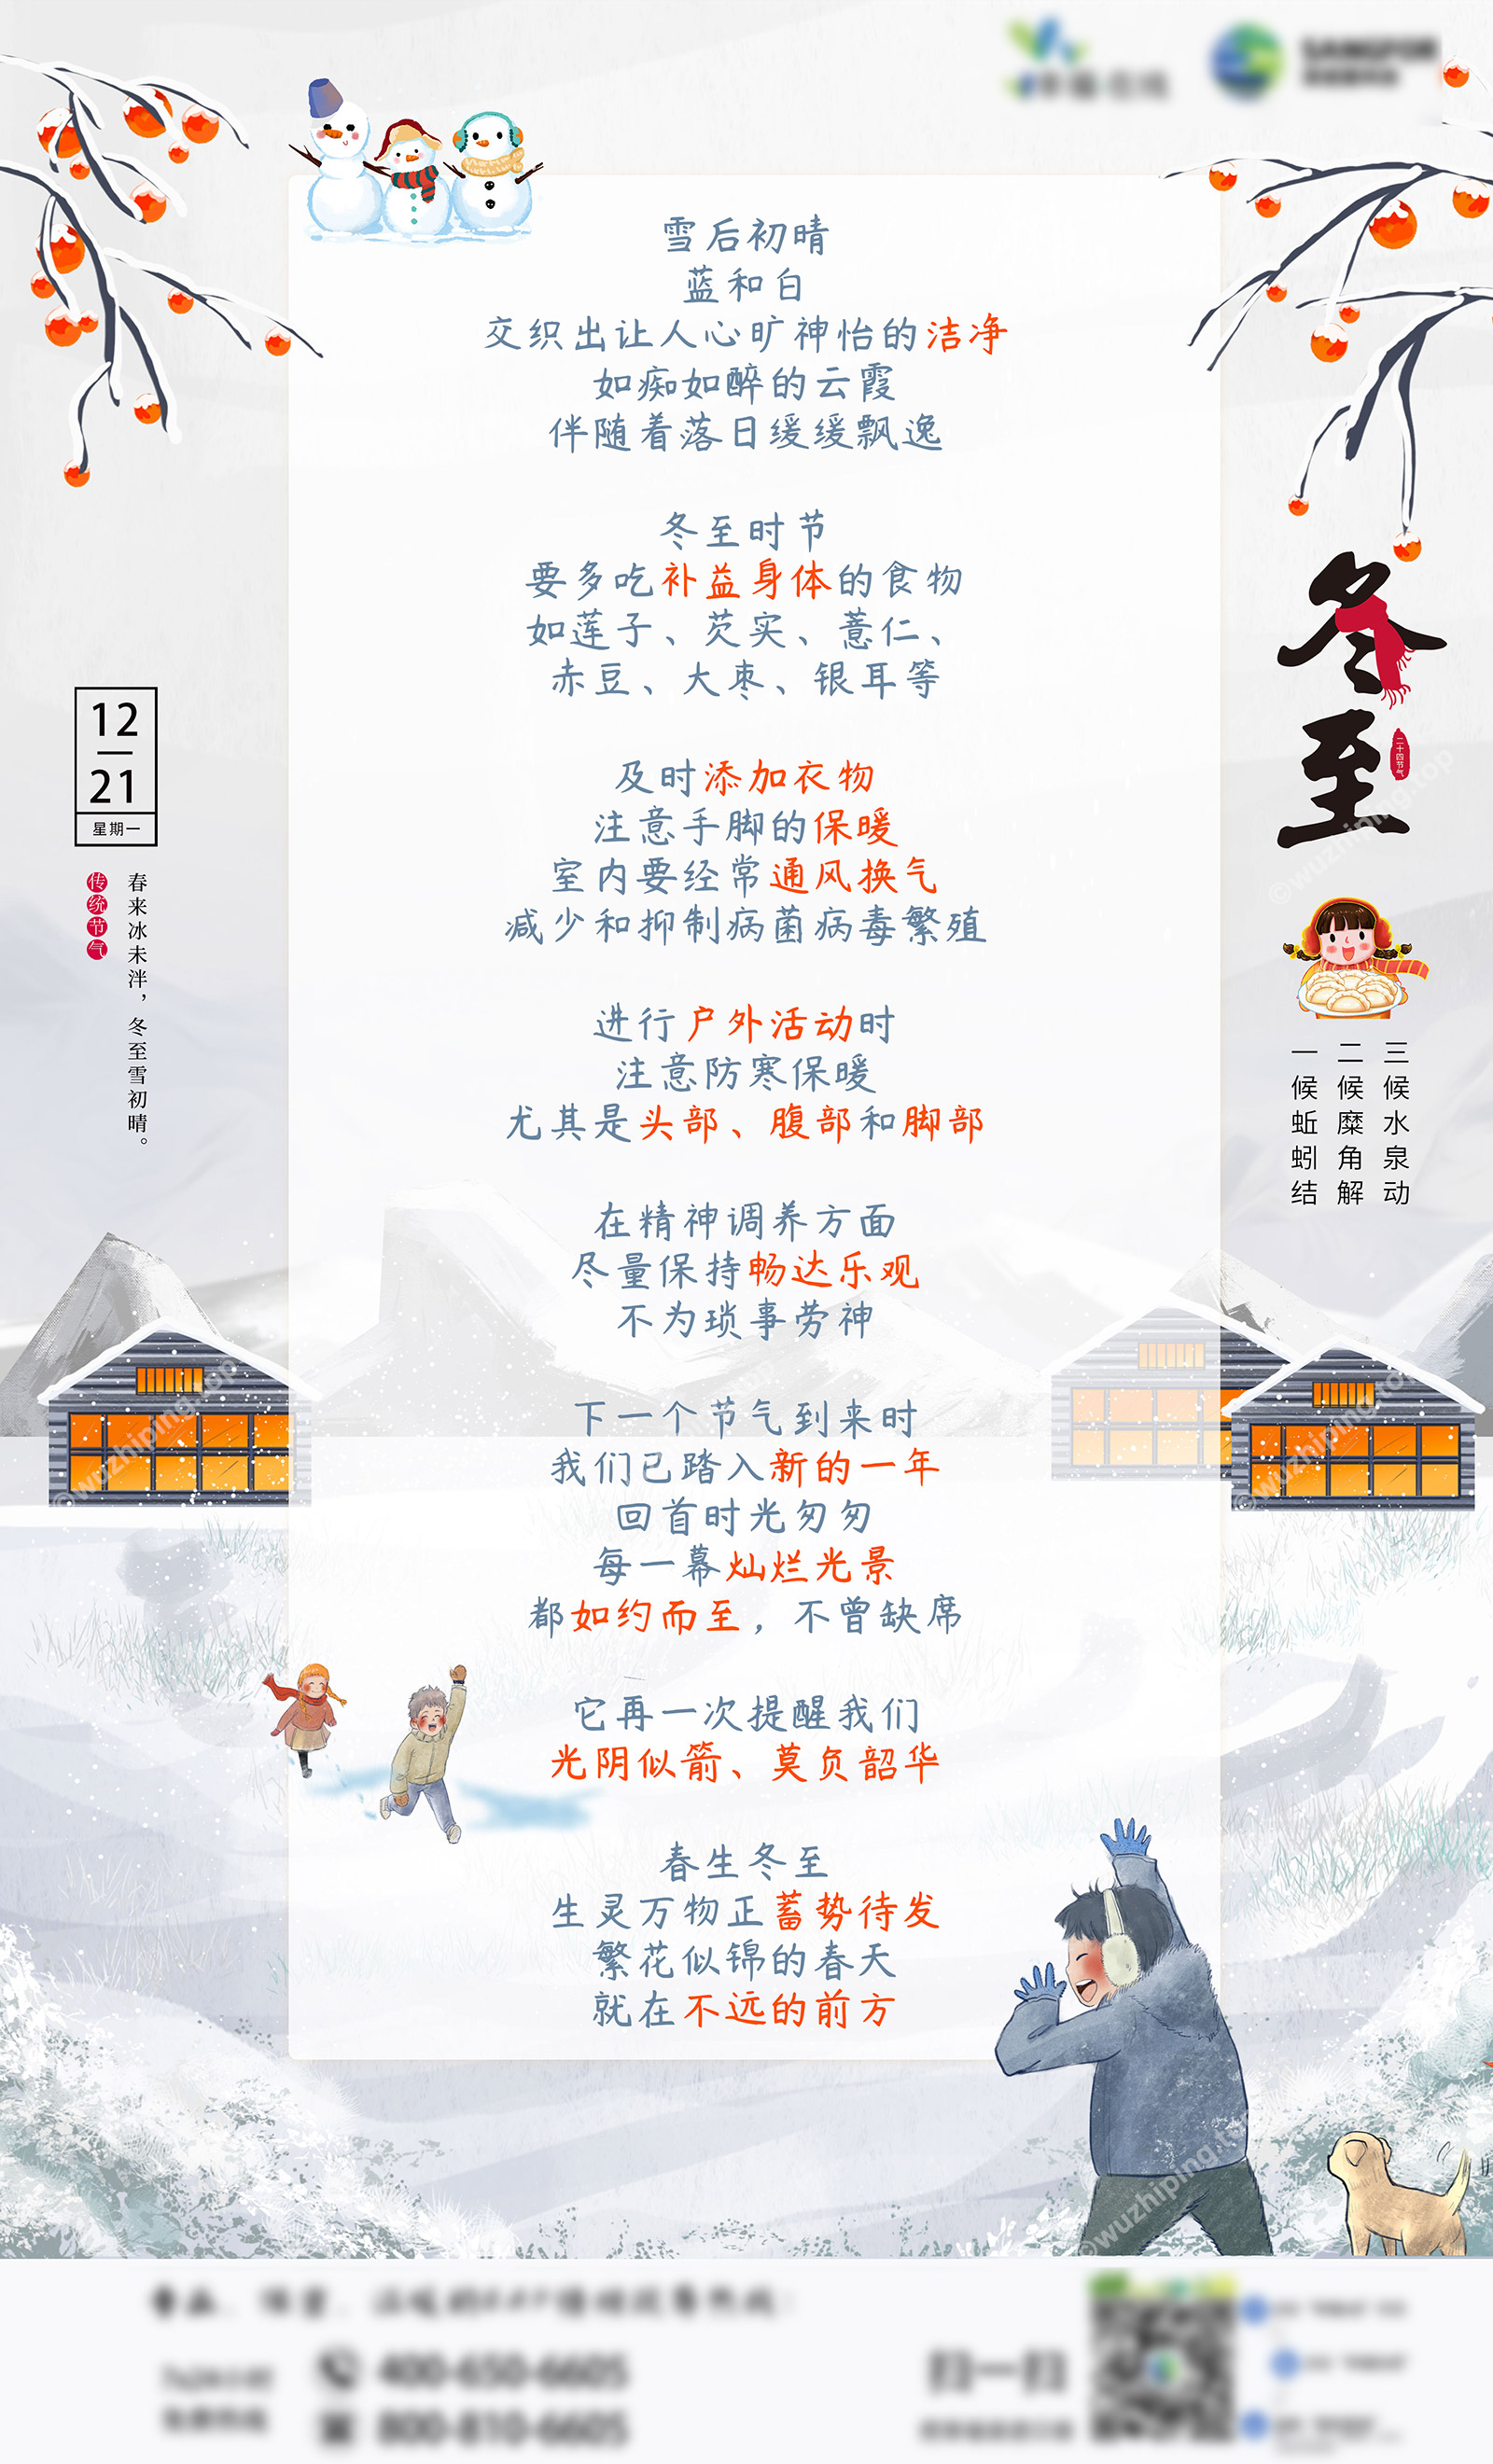 雪后初晴
蓝和白
交织出让人心旷神怡的洁净
如痴如醉的云霞
伴随着落日缓缓飘逸
冬至时节
要多吃补益身体的食物
如莲子、芡实、薏仁、
赤豆、大枣、银耳等
及时添加衣物
注意手脚的保暖
室内要经常通风换气
减少和抑制病菌病毒繁殖
进行户外活动时
注意防寒保暖
尤其是头部、腹部和脚部
在精神调养方面
尽量保持畅达乐观
不为琐事劳神
下一个节气到来时
我们已踏入新的一年
回首时光匆匆
每一幕灿烂光景
都如约而至，不曾缺席
它再一次提醒我们
光阴似箭、莫负韶华
春生冬至
生灵万物正蓄势待发
繁花似锦的春天
就在不远的前方
12
21
星期一
传统节气
春来冰未泮，冬至雪初晴。
冬至
二十四节气
一候蚯蚓结
二候糜角解
三候水泉动
©wuzhiping.top
©wuzhiping.top
©wuzhiping.top
©wuzhiping.to
400-650-6605
800-810-6605
扫一扫